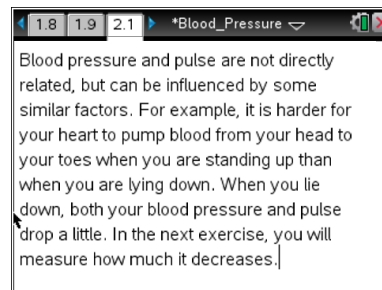 1.8 1.9 2.1 *Blood_Pressure
Blood pressure and pulse are not directly
related, but can be influenced by some
similar factors. For example, it is harder for
your heart to pump blood from your head to
your toes when you are standing up than
when you are lying down. When you lie
down, both your blood pressure and pulse
drop a little. In the next exercise, you will
measure how much it decreases.